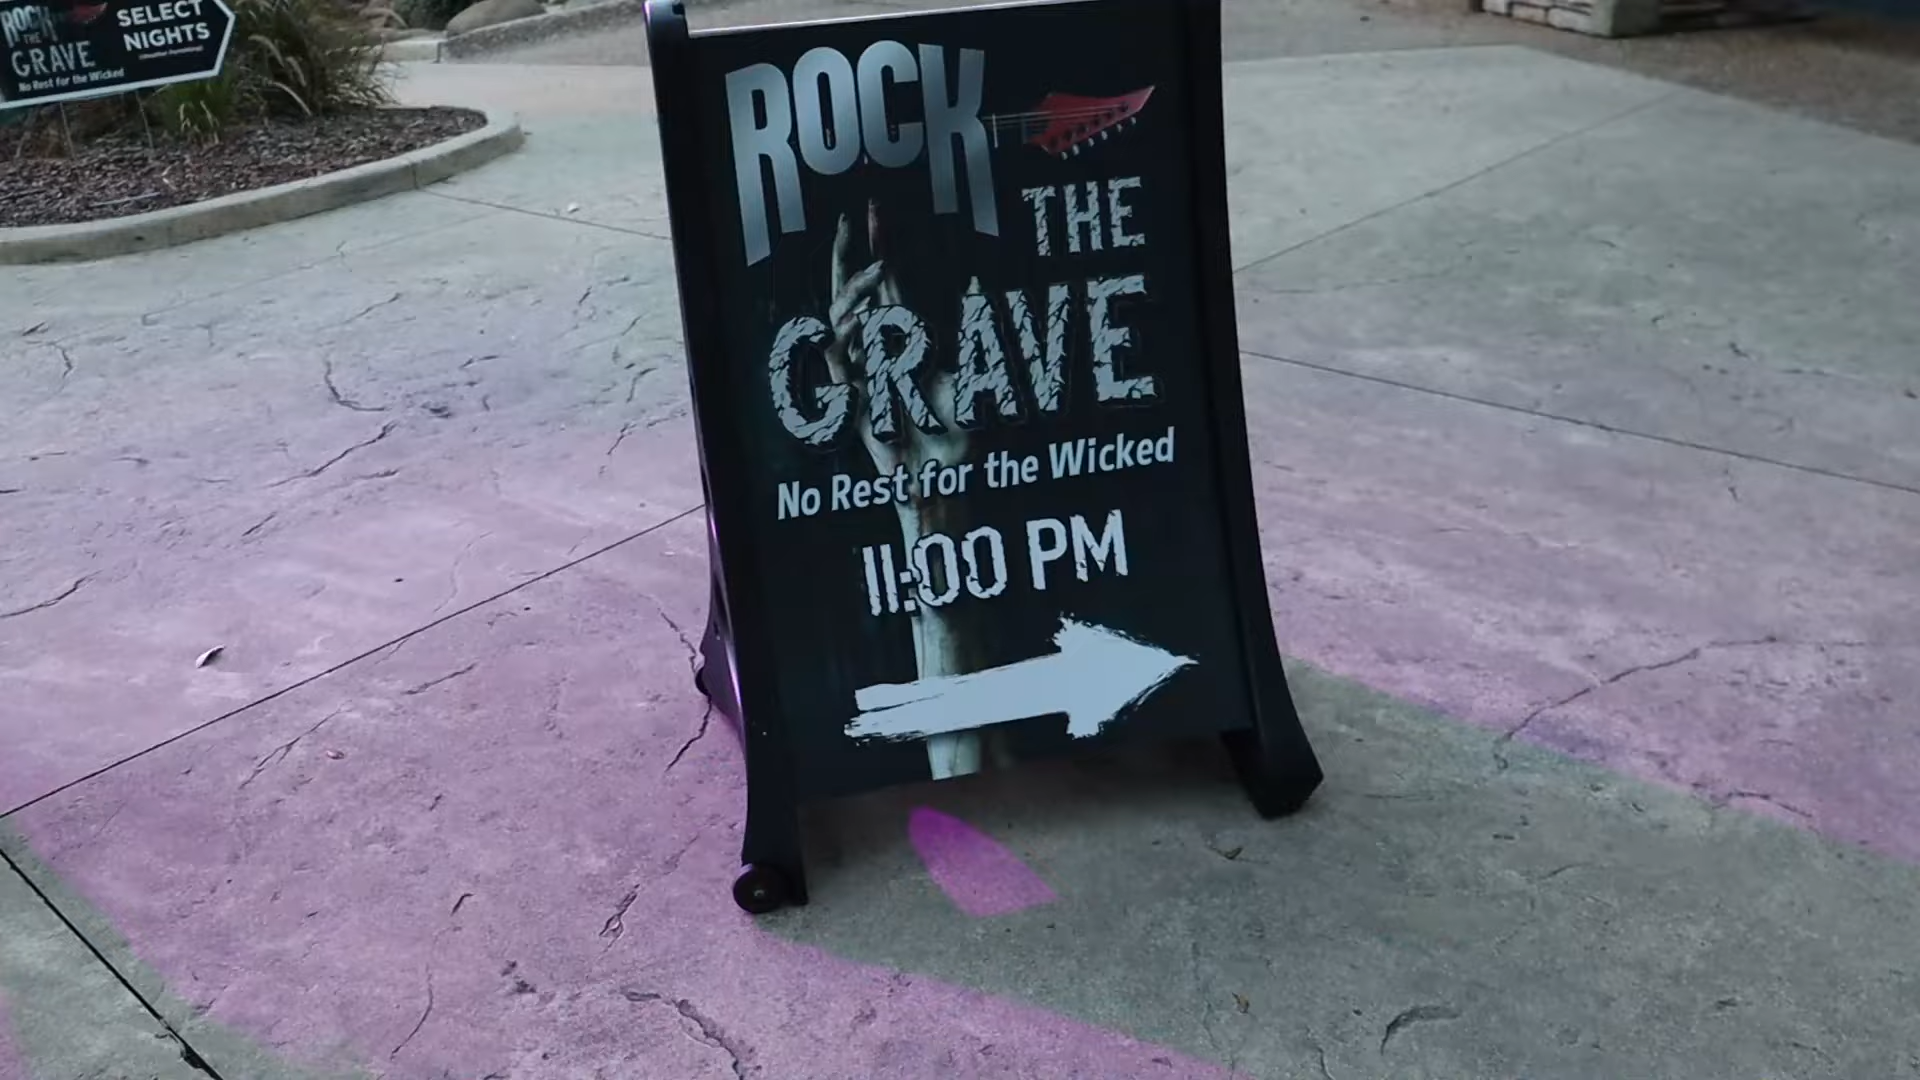 ROCK
THE
GRAVE
No Rest for the Wicked
SELECT
NIGHTS
ROCK
THE
GRAVE
No Rest for the Wicked
11:00 PM